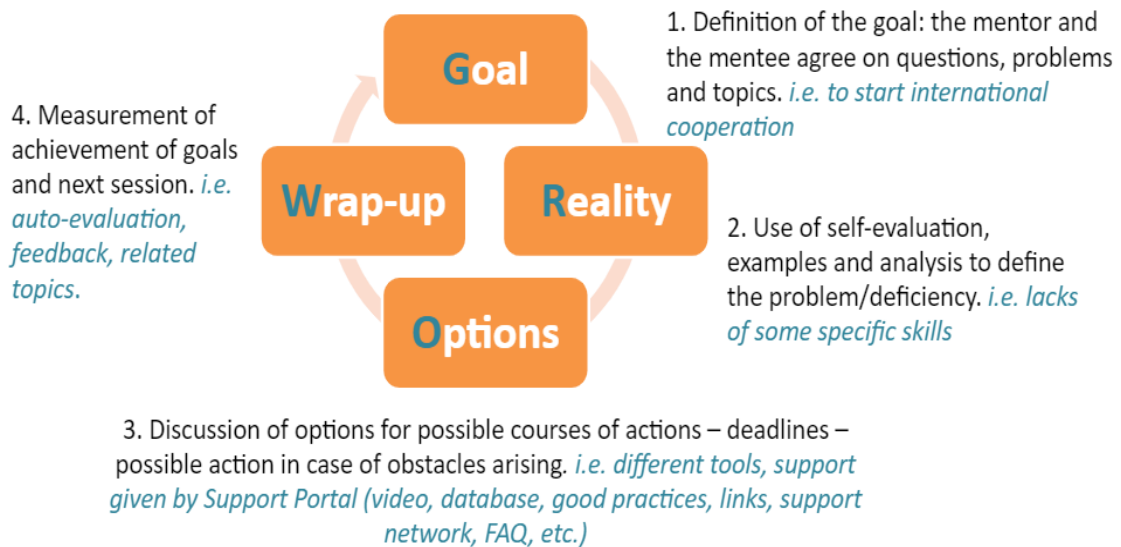 Goal
1. Definition of the goal: the mentor and
the mentee agree on questions, problems
and topics. i.e. to start international
cooperation
Reality
2. Use of self-evaluation,
examples and analysis to define
the problem/deficiency. i.e. lacks
of some specific skills
Options
3. Discussion of options for possible courses of actions – deadlines –
possible action in case of obstacles arising. i.e. different tools, support
given by Support Portal (video, database, good practices, links, support
network, FAQ, etc.)
Wrap-up
4. Measurement of
achievement of goals
and next session. i.e.
auto-evaluation,
feedback, related
topics.